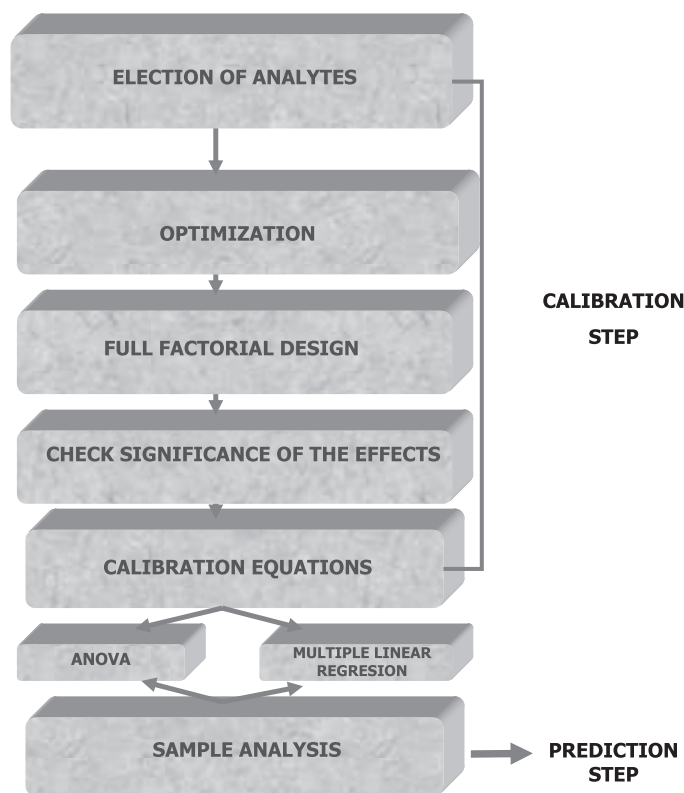 ELECTION OF ANALYTES
OPTIMIZATION
CALIBRATION
STEP
FULL FACTORIAL DESIGN
CHECK SIGNIFICANCE OF THE EFFECTS
CALIBRATION EQUATIONS
ANOVA
MULTIPLE LINEAR
REGRESION
SAMPLE ANALYSIS
PREDICTION
STEP